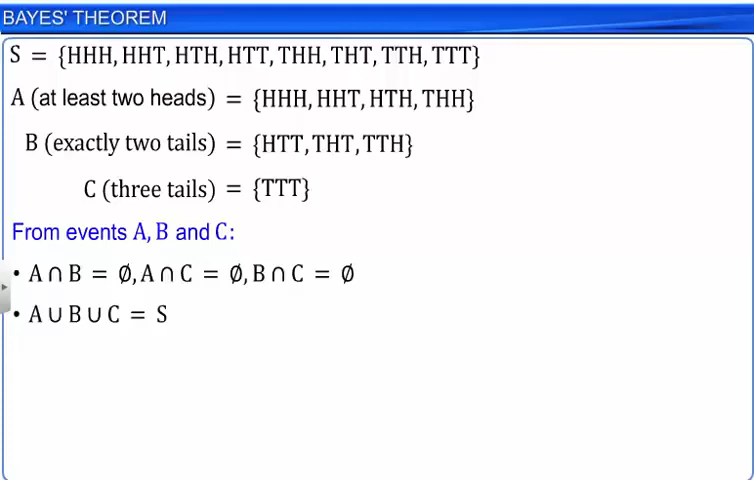 BAYES' THEOREM
S = {HHH, HHT, HTH, HTT, THH, THT, TTH, TTT}
A (at least two heads) = {HHH, HHT, HTH, THH}
B (exactly two tails) = {HTT, THT, TTH}
C (three tails) = {TTT}
From events A, B and C:
• A ∩ B = ∅, A ∩ C = ∅, B ∩ C = ∅
• A ∪ B ∪ C = S